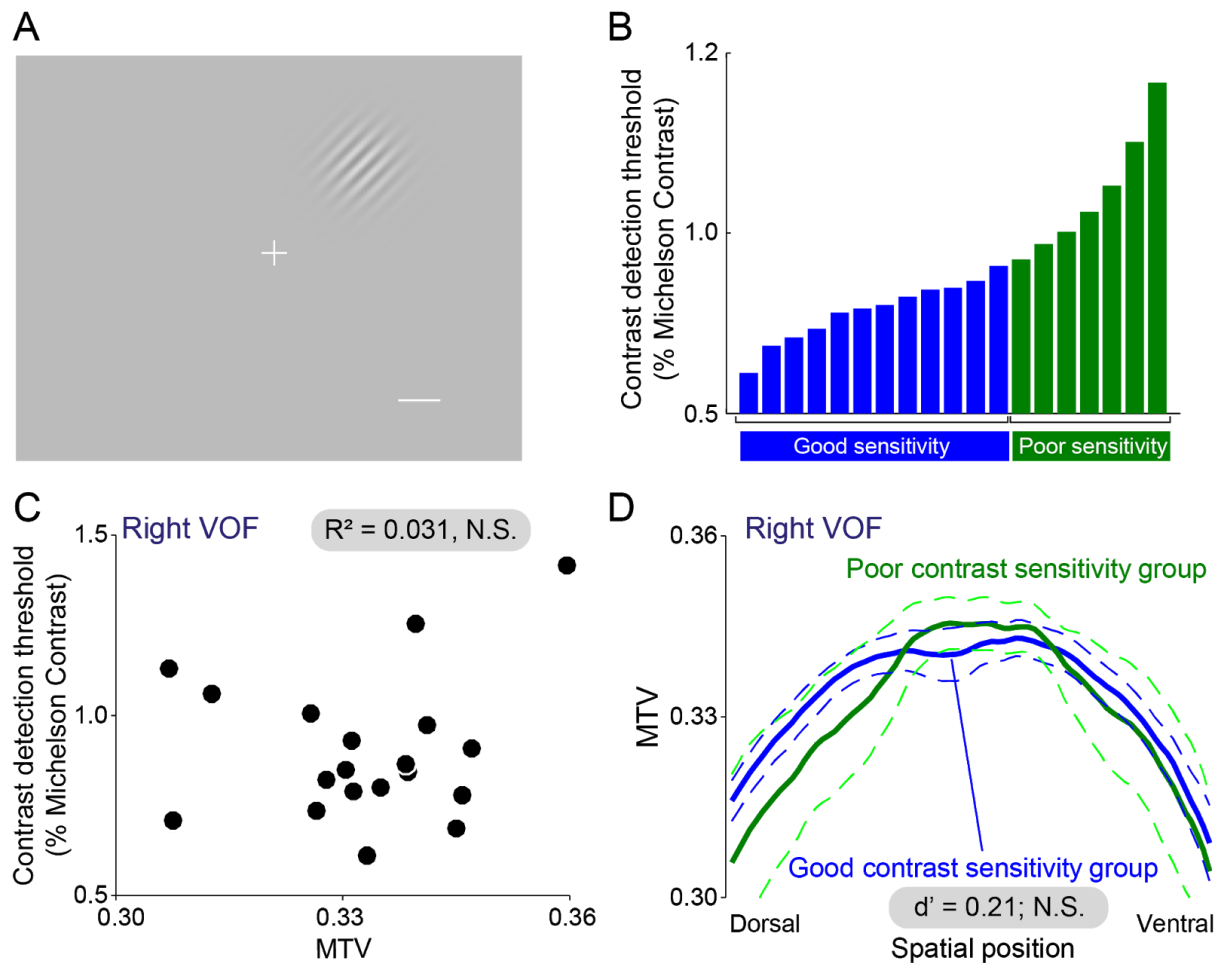 A
B
Contrast detection threshold
(% Michelson Contrast)
1.2
1.0
0.5
Good sensitivity
Poor sensitivity
C
Right VOF
R² = 0.031, N.S.
Contrast detection threshold
(% Michelson Contrast)
1.5
1.0
0.5
0.30
0.33
0.36
MTV
D
Right VOF
Poor contrast sensitivity group
MTV
0.36
0.33
0.30
Good contrast sensitivity group
d' = 0.21; N.S.
Dorsal
Ventral
Spatial position